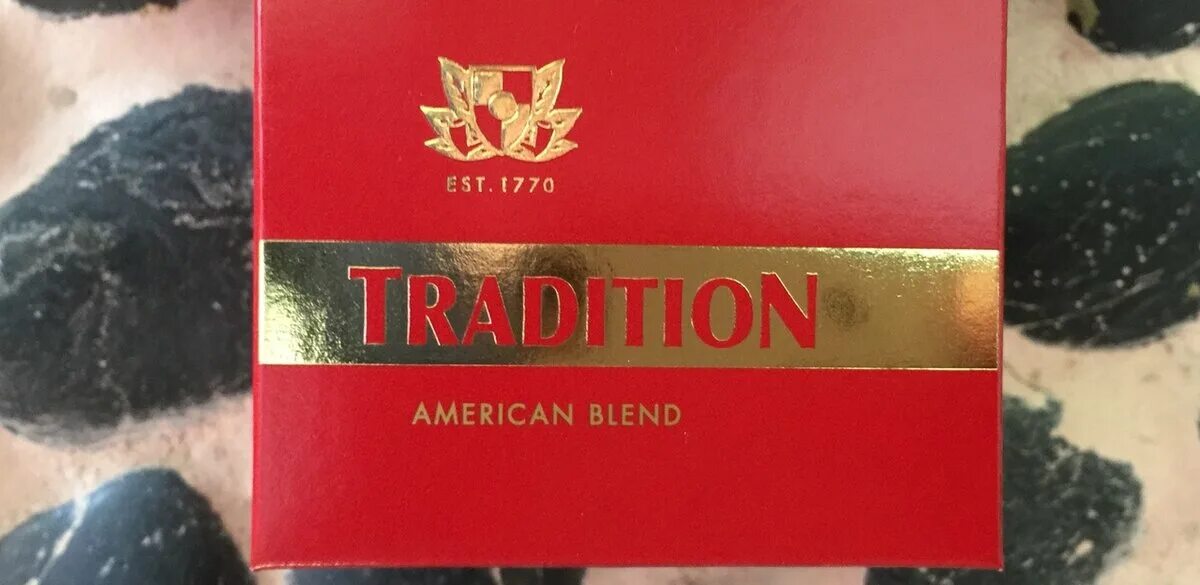 EST. 1770
TRADITION
AMERICAN BLEND